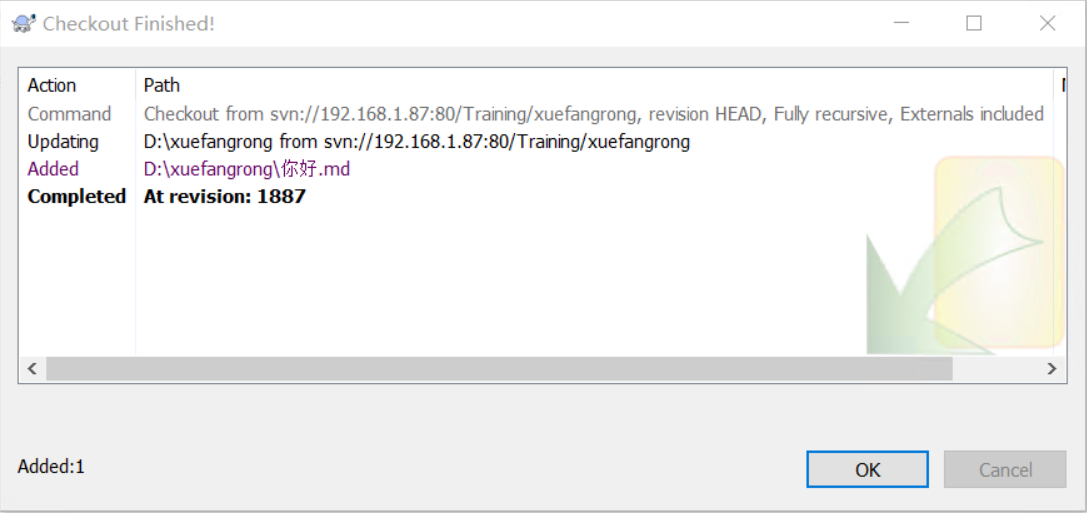 Checkout Finished!
Action Path
Command Checkout from svn://192.168.1.87:80/Training/xuefangrong, revision HEAD, Fully recursive, Externals included
Updating D:\xuefangrong from svn://192.168.1.87:80/Training/xuefangrong
Added D:\xuefangrong\你好.md
Completed At revision: 1887
Added:1
OK Cancel